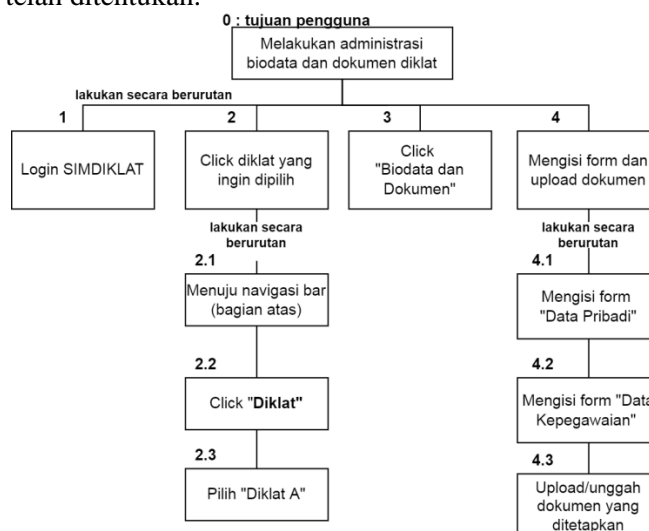 telah ditentukan.
0 : tujuan pengguna
Melakukan administrasi
biodata dan dokumen diklat
lakukan secara berurutan
1
Login SIMDIKLAT
2
Click diklat yang
ingin dipilih
3
Click
"Biodata dan
Dokumen"
4
Mengisi form dan
upload dokumen
lakukan secara
berurutan
2.1
Menuju navigasi bar
(bagian atas)
2.2
Click "Diklat"
2.3
Pilih "Diklat A"
lakukan secara
berurutan
4.1
Mengisi form
"Data Pribadi"
4.2
Mengisi form "Data
Kepegawaian"
4.3
Upload/unggah
dokumen yang
ditetapkan